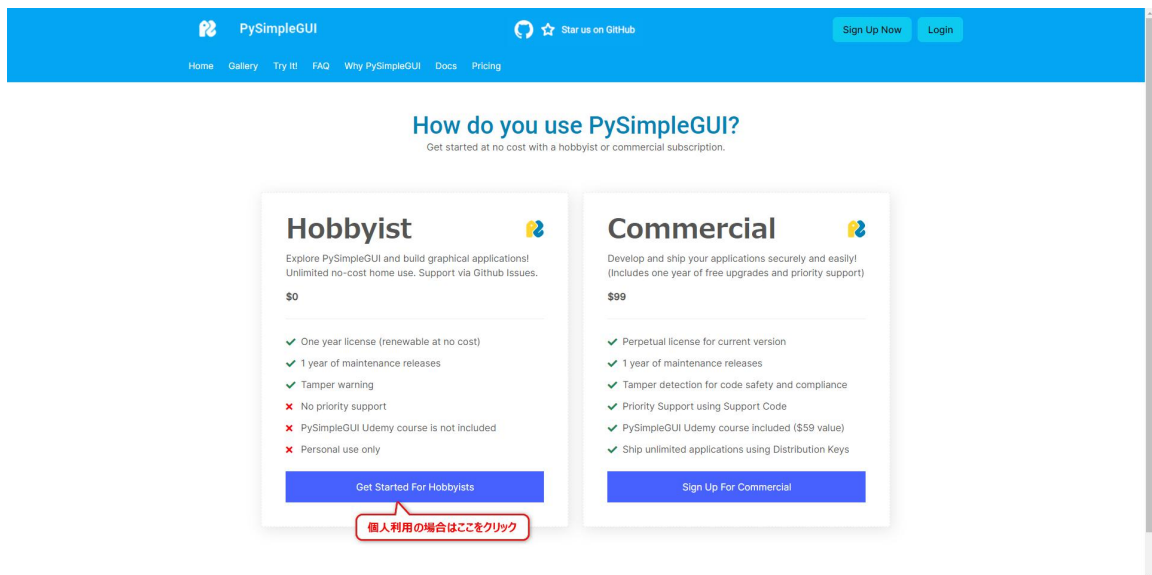 PySimpleGUI
Star us on GitHub
Sign Up Now
Login
Home Gallery Try It! FAQ Why PySimpleGUI Docs Pricing
How do you use PySimpleGUI?
Get started at no cost with a hobbyist or commercial subscription.
Hobbyist
Explore PySimpleGUI and build graphical applications!
Unlimited no-cost home use. Support via Github Issues.
$0
One year license (renewable at no cost)
1 year of maintenance releases
Tamper warning
No priority support
PySimpleGUI Udemy course is not included
Personal use only
Get Started For Hobbyists
個人利用の場合はここをクリック
Commercial
Develop and ship your applications securely and easily!
(Includes one year of free upgrades and priority support)
$99
Perpetual license for current version
1 year of maintenance releases
Tamper detection for code safety and compliance
Priority Support using Support Code
PySimpleGUI Udemy course included ($59 value)
Ship unlimited applications using Distribution Keys
Sign Up For Commercial